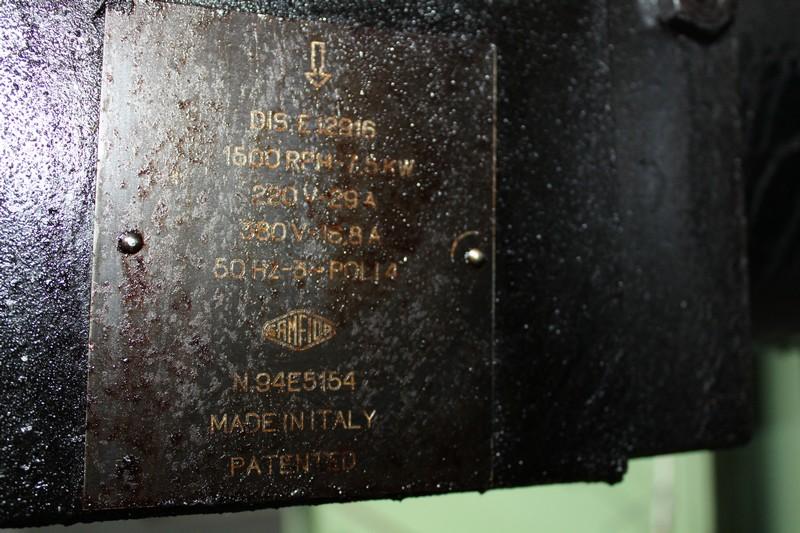 DIS. E 12916
1500 RPM-7.5 KW
220 V-29 A
380 V-16,8 A
50 HZ-3~POLI 4
SAMFIOR
N.94E5154
MADE IN ITALY
PATENTED